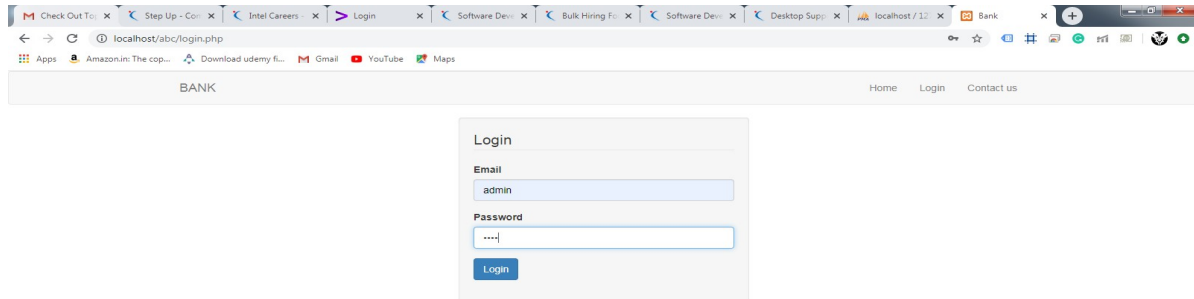 Check Out To
Step Up - Con
Intel Careers -
Login
Software Deve
Bulk Hiring Fo
Software Deve
Desktop Supp
localhost / 12
Bank
localhost/abc/login.php
Apps
Amazon.in: The cop...
Download udemy fi...
Gmail
YouTube
Maps
BANK
Home
Login
Contact us
Login
Email
admin
Password
----
Login